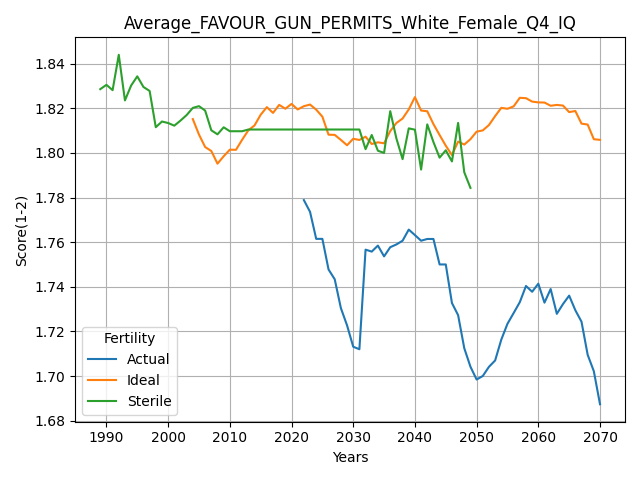 Average_FAVOUR_GUN_PERMITS_White_Female_Q4_IQ
Score(1-2)
1.84
1.82
1.80
1.78
1.76
1.74
1.72
1.70
1.68
Fertility
Actual
Ideal
Sterile
1990 2000 2010 2020 2030 2040 2050 2060 2070
Years